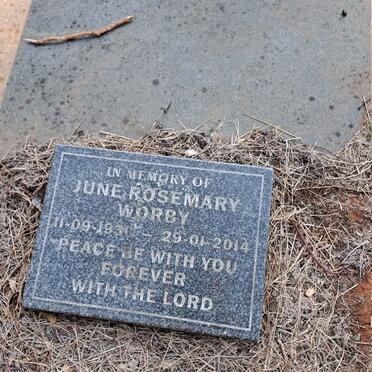 IN MEMORY OF
JUNE ROSEMARY
WORBY
11-09-1931 – 29-01-2014
PEACE BE WITH YOU
FOREVER
WITH THE LORD